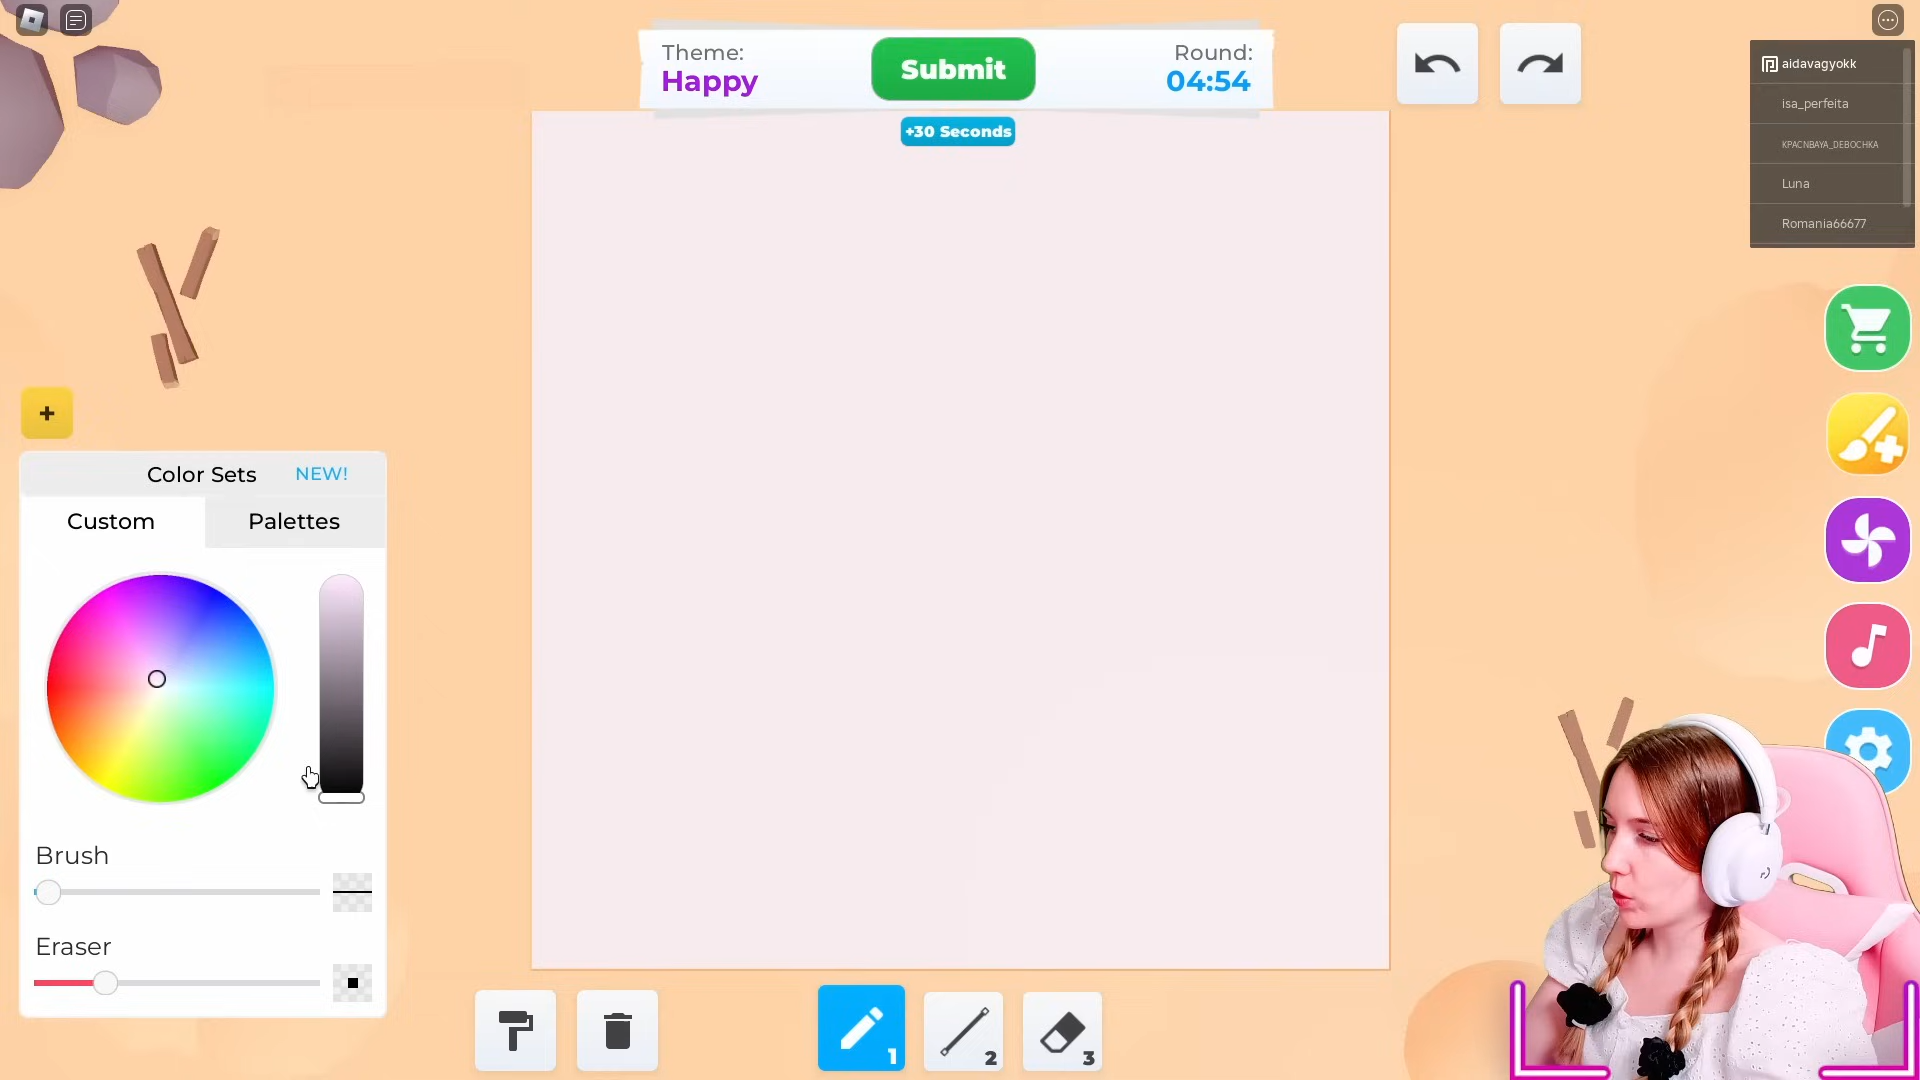 Theme:
Happy
Submit
Round:
04:54
+30 Seconds
aidavagyokk
isa_perfeita
KPACNBAYA_DEBOCHKA
Luna
Romania66677
+
Color Sets
NEW!
Custom
Palettes
Brush
Eraser
1
2
3